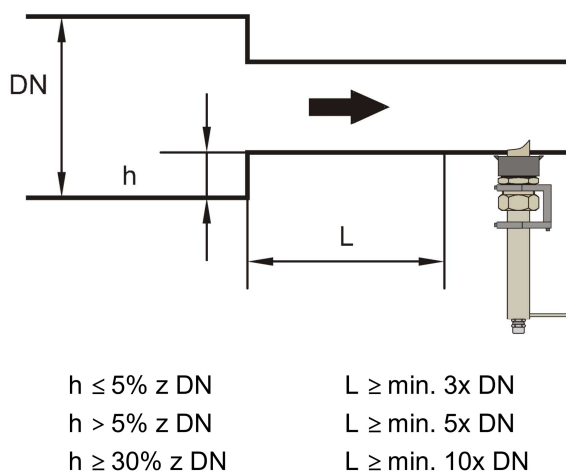 DN
h
L
h ≤ 5% z DN L ≥ min. 3x DN
h > 5% z DN L ≥ min. 5x DN
h ≥ 30% z DN L ≥ min. 10x DN